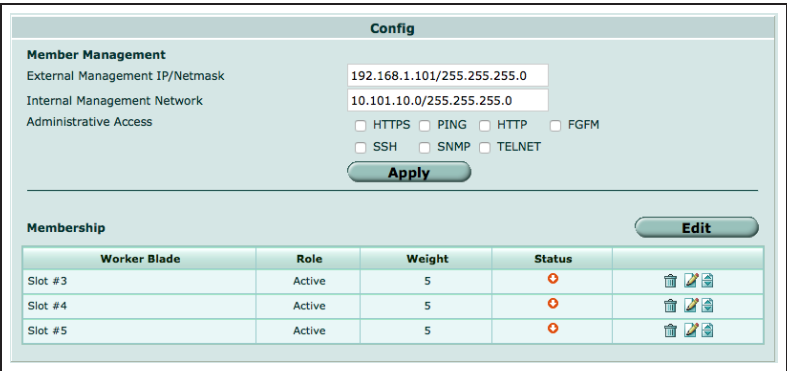 Config
Member Management
External Management IP/Netmask 192.168.1.101/255.255.255.0
Internal Management Network 10.101.10.0/255.255.255.0
Administrative Access HTTPS PING HTTP FGFM
SSH SNMP TELNET
Apply
Membership Edit
Worker Blade Role Weight Status
Slot #3 Active 5
Slot #4 Active 5
Slot #5 Active 5